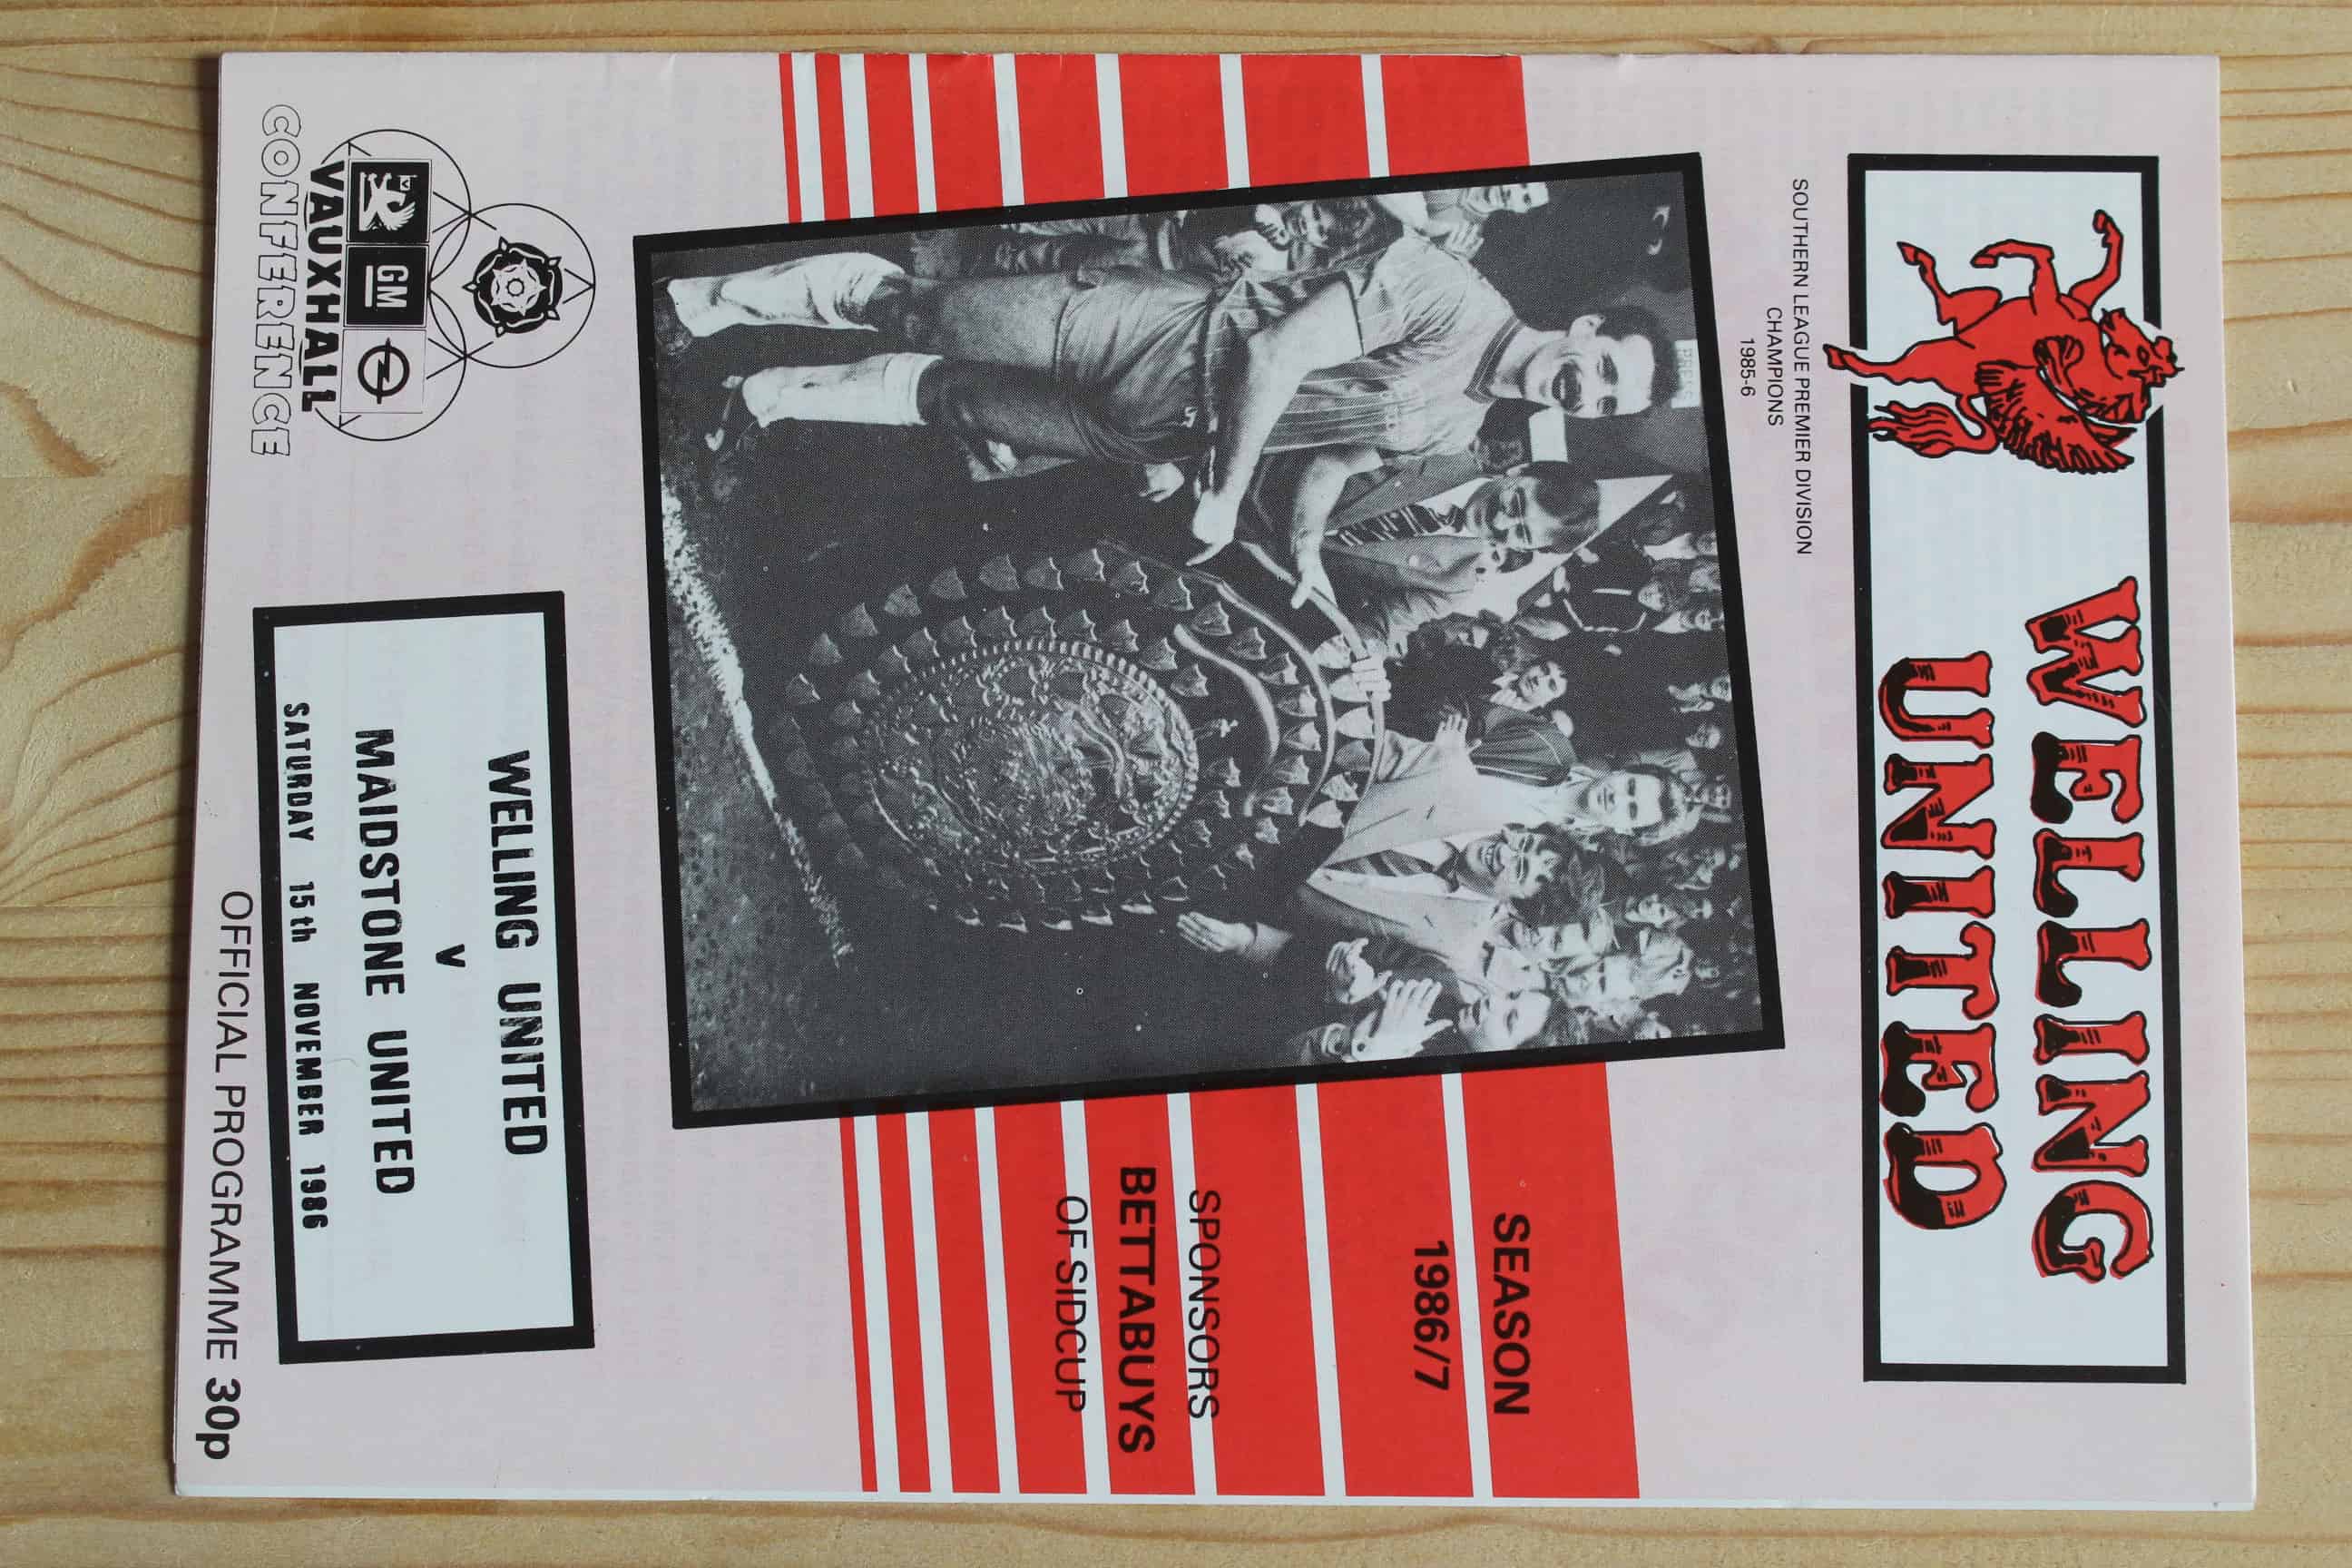 WELLING
UNITED
SOUTHERN LEAGUE PREMIER DIVISION
CHAMPIONS
1985-6
PRESS
SEASON
1986/7
SPONSORS
BETTABUYS
OF SIDCUP
GM
VAUXHALL
CONFERENCE
WELLING UNITED
V
MAIDSTONE UNITED
SATURDAY 15th NOVEMBER 1986
OFFICIAL PROGRAMME 30p